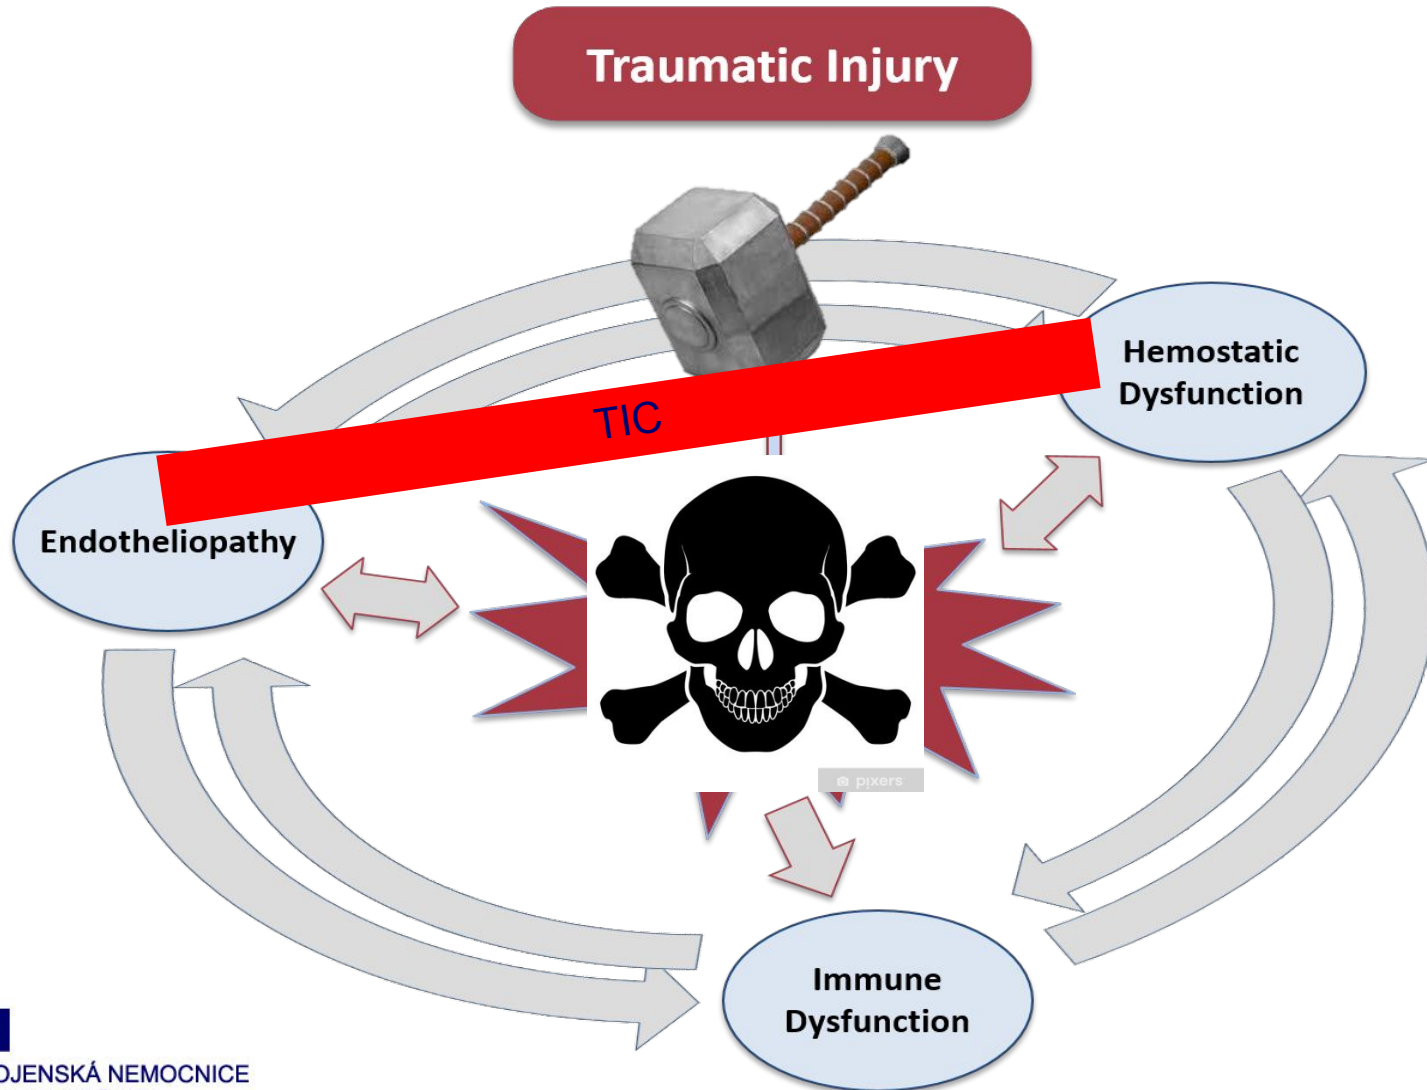 Traumatic Injury
Hemostatic
Dysfunction
TIC
Endotheliopathy
pixers
Immune
Dysfunction
OJENSKÁ NEMOCNICE